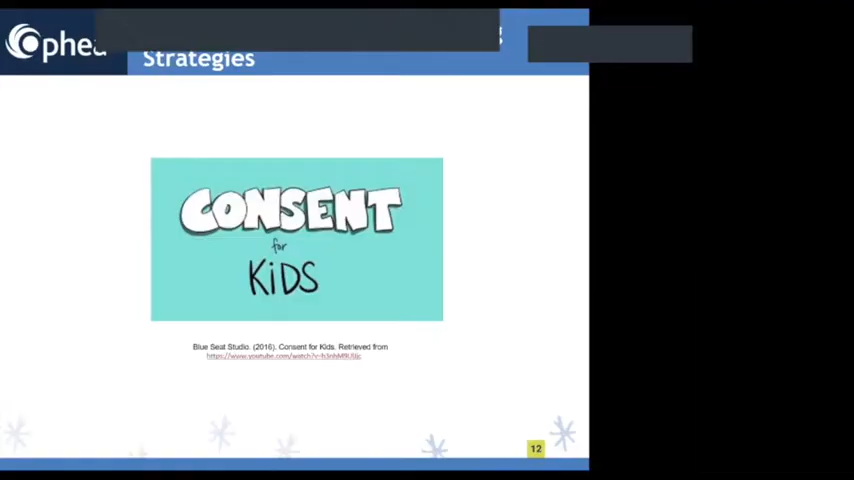 Ophea
Strategies
CONSENT
for
KiDS
Blue Seat Studio. (2016). Consent for Kids. Retrieved from
12